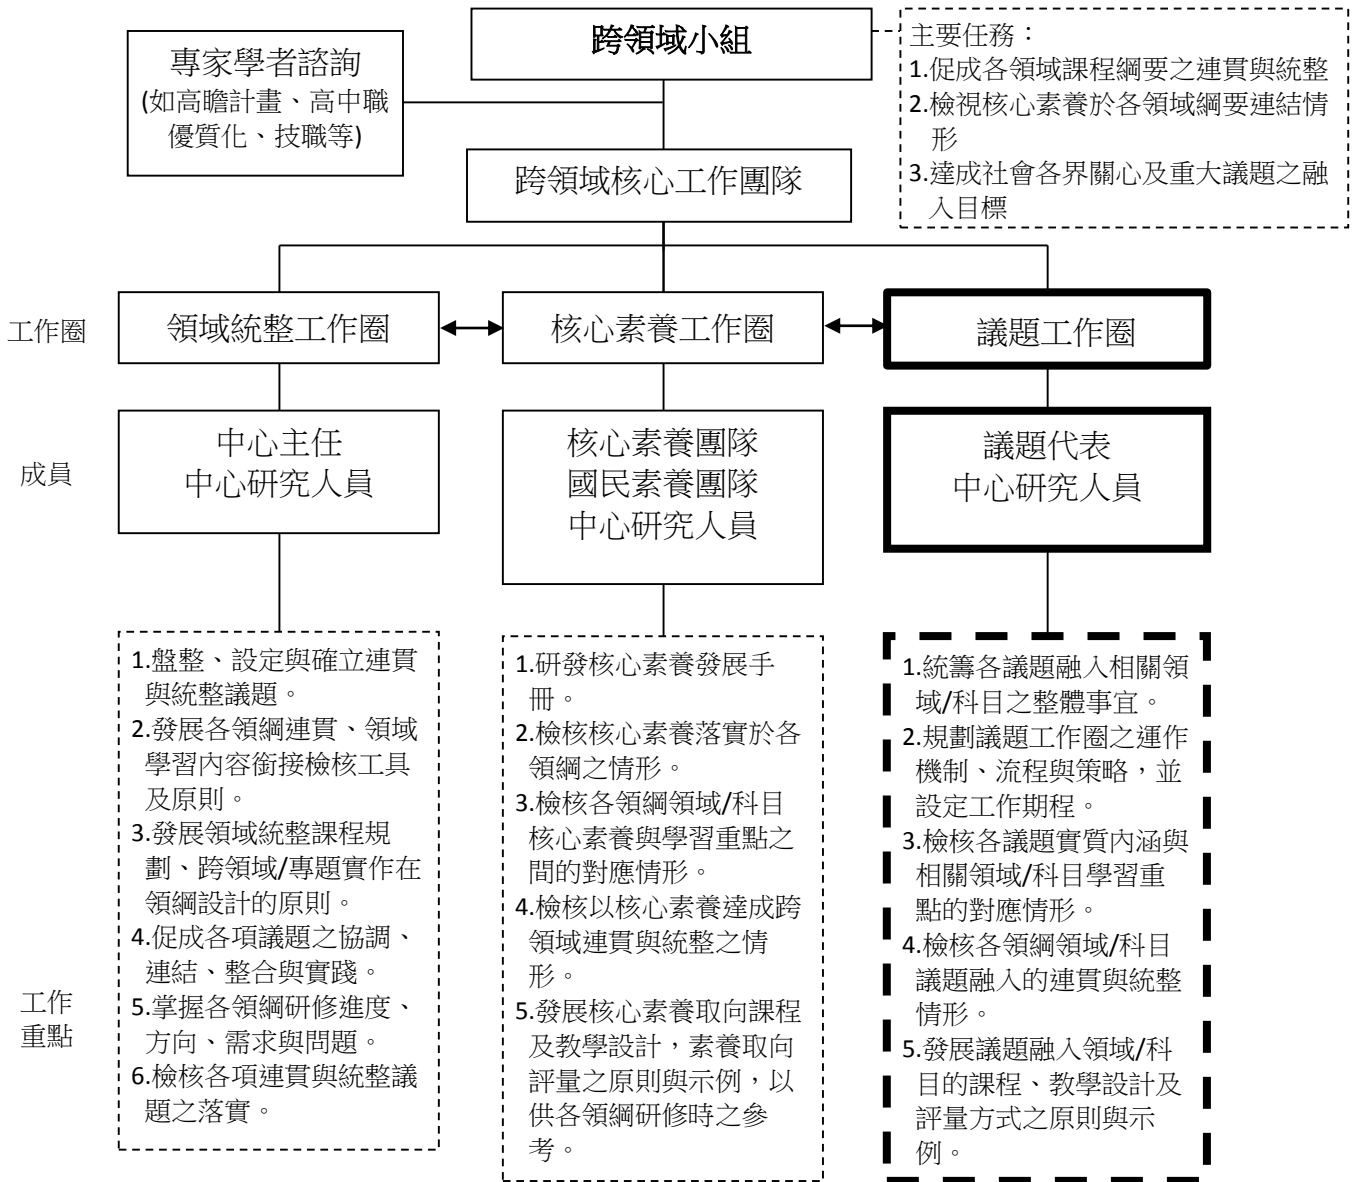 跨領域小組
專家學者諮詢
(如高瞻計畫、高中職
優質化、技職等)
主要任務：
1.促成各領域課程綱要之連貫與統整
2.檢視核心素養於各領域綱要連結情
形
3.達成社會各界關心及重大議題之融
入目標
跨領域核心工作團隊
工作圈
領域統整工作圈
核心素養工作圈
議題工作圈
成員
中心主任
中心研究人員
核心素養團隊
國民素養團隊
中心研究人員
議題代表
中心研究人員
工作
重點
1.盤整、設定與確立連貫
與統整議題。
2.發展各領綱連貫、領域
學習內容銜接檢核工具
及原則。
3.發展領域統整課程規
劃、跨領域/專題實作在
領綱設計的原則。
4.促成各項議題之協調、
連結、整合與實踐。
5.掌握各領綱研修進度、
方向、需求與問題。
6.檢核各項連貫與統整議
題之落實。
1.研發核心素養發展手
冊。
2.檢核核心素養落實於各
領綱之情形。
3.檢核各領綱領域/科目
核心素養與學習重點之
間的對應情形。
4.檢核以核心素養達成跨
領域連貫與統整之情
形。
5.發展核心素養取向課程
及教學設計，素養取向
評量之原則與示例，以
供各領綱研修時之參
考。
1.統籌各議題融入相關領
域/科目之整體事宜。
2.規劃議題工作圈之運作
機制、流程與策略，並
設定工作期程。
3.檢核各議題實質內涵與
相關領域/科目學習重
點的對應情形。
4.檢核各領綱領域/科目
議題融入的連貫與統整
情形。
5.發展議題融入領域/科
目的課程、教學設計及
評量方式之原則與示
例。